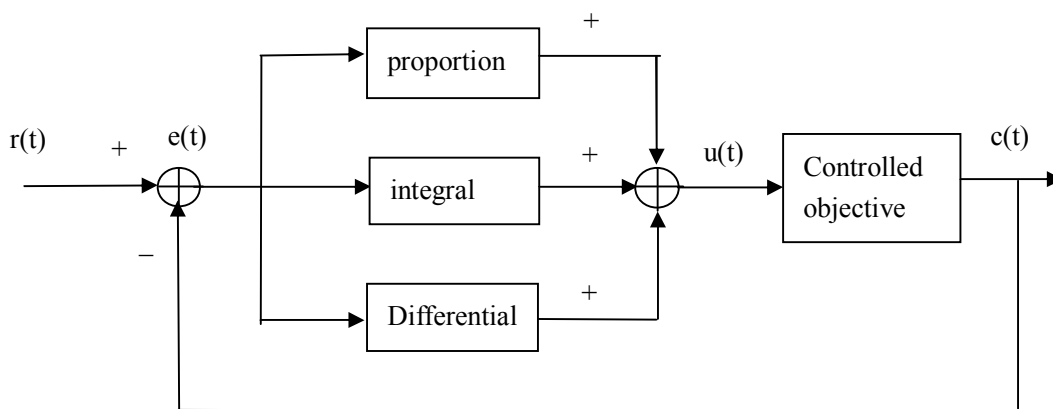 +
proportion
r(t)
+
e(t)
+
u(t)
c(t)
integral
Controlled
objective
−
+
Differential